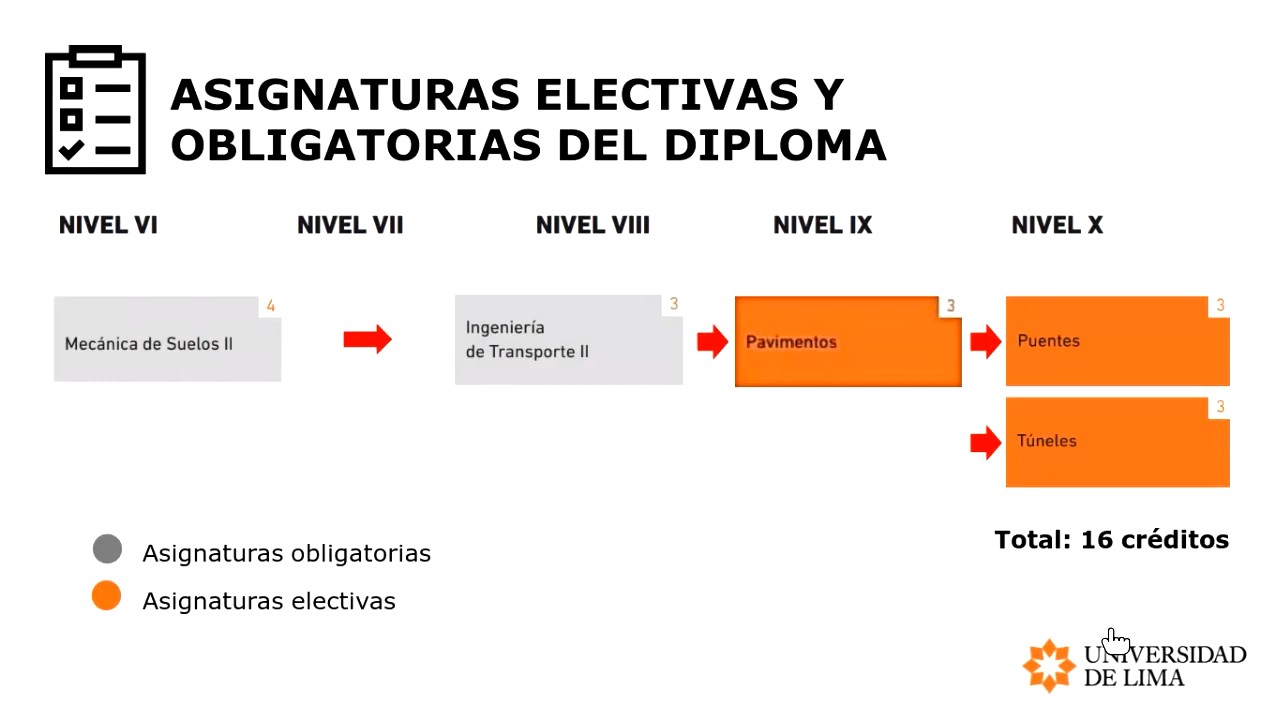 ASIGNATURAS ELECTIVAS Y
OBLIGATORIAS DEL DIPLOMA
NIVEL VI
NIVEL VII
NIVEL VIII
NIVEL IX
NIVEL X
4
Mecánica de Suelos II
3
Ingeniería
de Transporte II
3
Pavimentos
3
Puentes
3
Túneles
Total: 16 créditos
Asignaturas obligatorias
Asignaturas electivas
UNIVERSIDAD
DE LIMA